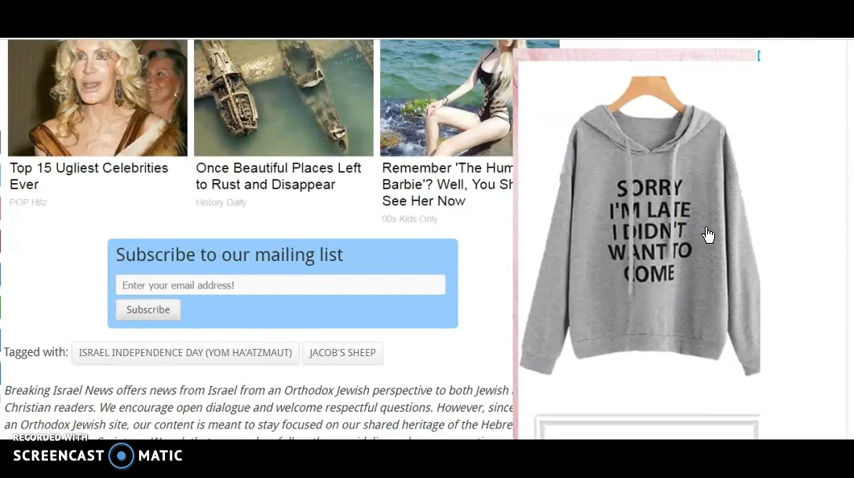 Top 15 Ugliest Celebrities
Ever
POP Hitz
Once Beautiful Places Left
to Rust and Disappear
History Daily
Remember 'The Hum
Barbie'? Well, You Sh
See Her Now
90s Kids Only
SORRY
I'M LATE
I DIDN'T
WANT TO
COME
Subscribe to our mailing list
Enter your email address!
Subscribe
Tagged with:
ISRAEL INDEPENDENCE DAY (YOM HA'ATZMAUT)
JACOB'S SHEEP
Breaking Israel News offers news from Israel from an Orthodox Jewish perspective to both Jewish
Christian readers. We encourage open dialogue and welcome respectful questions. However, since
an Orthodox Jewish site, our content is meant to stay focused on our shared heritage of the Hebrew
RECORDED WITH
SCREENCAST MATIC